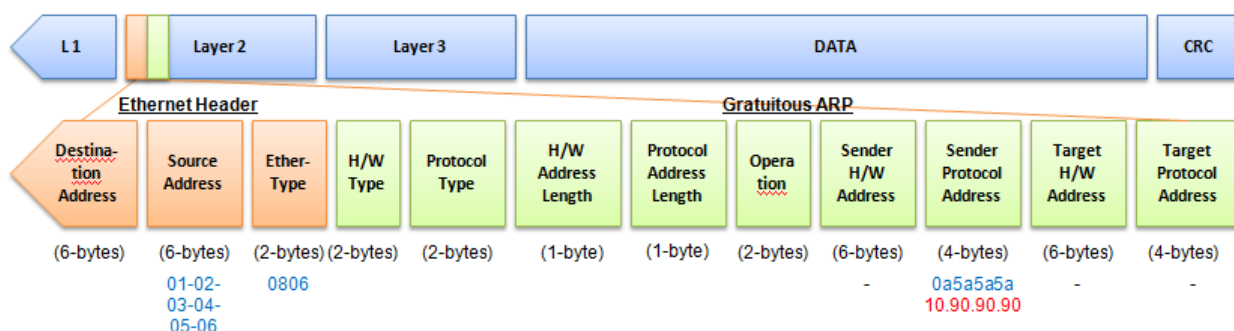 L 1 Layer 2 Layer 3 DATA CRC
Ethernet Header Gratuitous ARP
Destina-
tion
Address
Source
Address
Ether-
Type
H/W
Type
Protocol
Type
H/W
Address
Length
Protocol
Address
Length
Opera
tion
Sender
H/W
Address
Sender
Protocol
Address
Target
H/W
Address
Target
Protocol
Address
(6-bytes) (6-bytes) (2-bytes) (2-bytes) (2-bytes) (1-byte) (1-byte) (2-bytes) (6-bytes) (4-bytes) (6-bytes) (4-bytes)
01-02-
03-04-
05-06
0806
-
0a5a5a5a
10.90.90.90
-
-